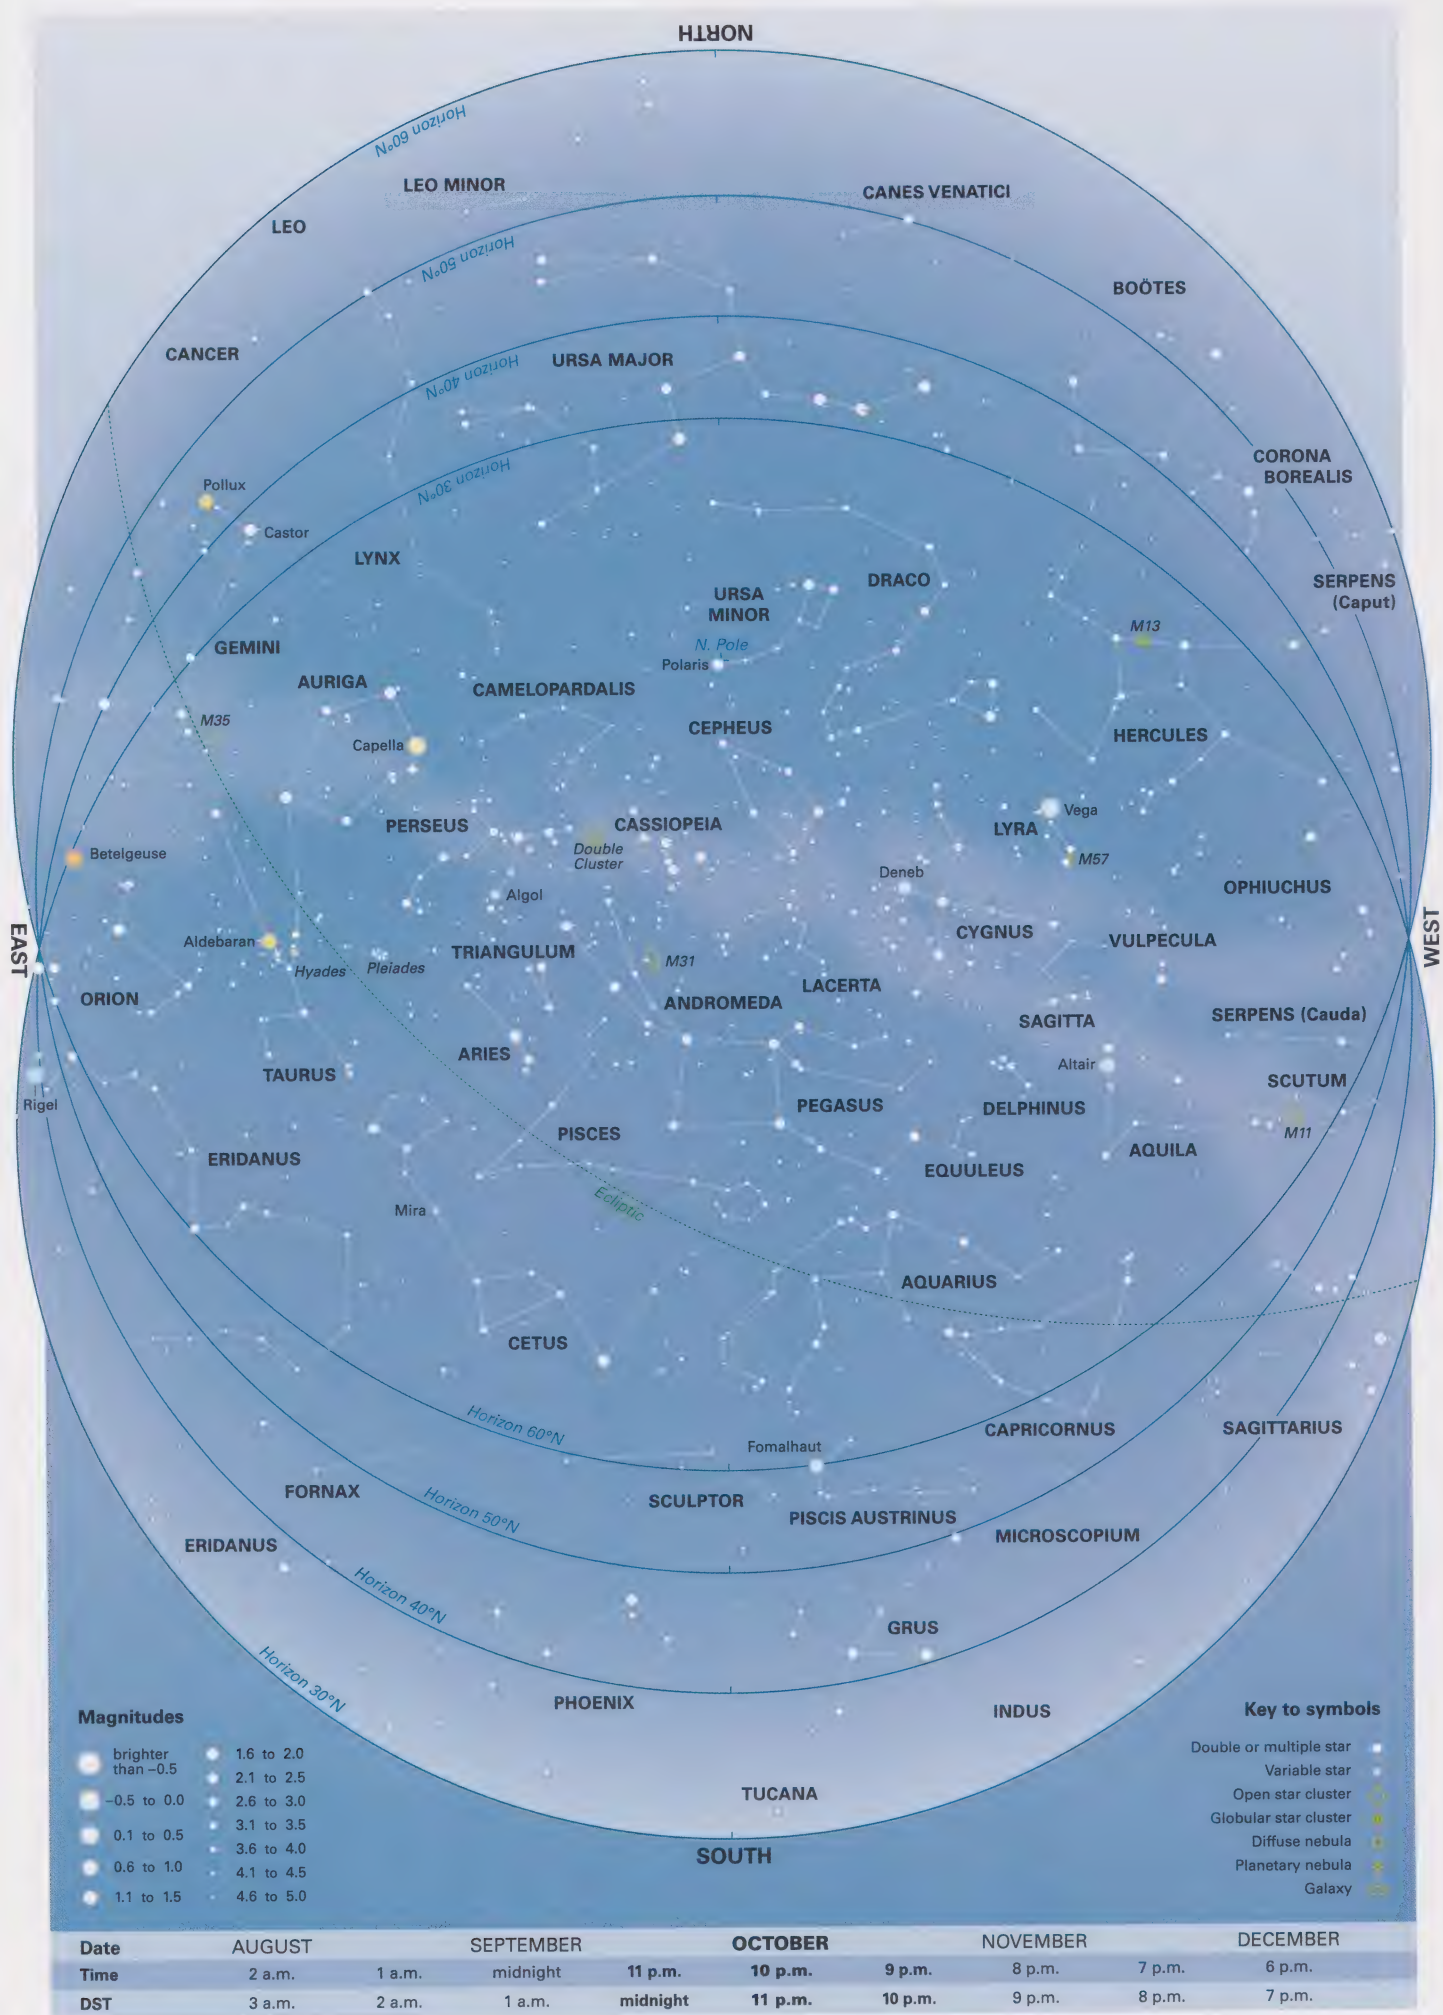 NORTH
Horizon 60°N
LEO MINOR
CANES VENATICI
LEO
Horizon 50°N
BOÖTES
CANCER
URSA MAJOR
Horizon 40°N
CORONA
BOREALIS
Horizon 30°N
Pollux
Castor
LYNX
DRACO
SERPENS
(Caput)
URSA
MINOR
M13
N. Pole
Polaris
GEMINI
AURIGA
CAMELOPARDALIS
M35
CEPHEUS
HERCULES
Capella
Vega
PERSEUS
CASSIOPEIA
LYRA
Double
Cluster
M57
Betelgeuse
Deneb
OPHIUCHUS
Algol
EAST
WEST
Aldebaran
CYGNUS
VULPECULA
TRIANGULUM
Hyades
Pleiades
M31
LACERTA
ORION
ANDROMEDA
SAGITTA
SERPENS (Cauda)
ARIES
Altair
TAURUS
SCUTUM
Rigel
PEGASUS
DELPHINUS
M11
PISCES
AQUILA
ERIDANUS
EQUULEUS
Mira
Ecliptic
AQUARIUS
CETUS
Horizon 60°N
CAPRICORNUS
SAGITTARIUS
Fomalhaut
FORNAX
Horizon 50°N
SCULPTOR
PISCIS AUSTRINUS
MICROSCOPIUM
ERIDANUS
Horizon 40°N
GRUS
Horizon 30°N
PHOENIX
INDUS
TUCANA
SOUTH
Magnitudes
brighter
than –0.5
–0.5 to 0.0
0.1 to 0.5
0.6 to 1.0
1.1 to 1.5
1.6 to 2.0
2.1 to 2.5
2.6 to 3.0
3.1 to 3.5
3.6 to 4.0
4.1 to 4.5
4.6 to 5.0
Key to symbols
Double or multiple star
Variable star
Open star cluster
Globular star cluster
Diffuse nebula
Planetary nebula
Galaxy
Date AUGUST SEPTEMBER OCTOBER NOVEMBER DECEMBER
Time 2 a.m. 1 a.m. midnight 11 p.m. 10 p.m. 9 p.m. 8 p.m. 7 p.m. 6 p.m.
DST 3 a.m. 2 a.m. 1 a.m. midnight 11 p.m. 10 p.m. 9 p.m. 8 p.m. 7 p.m.